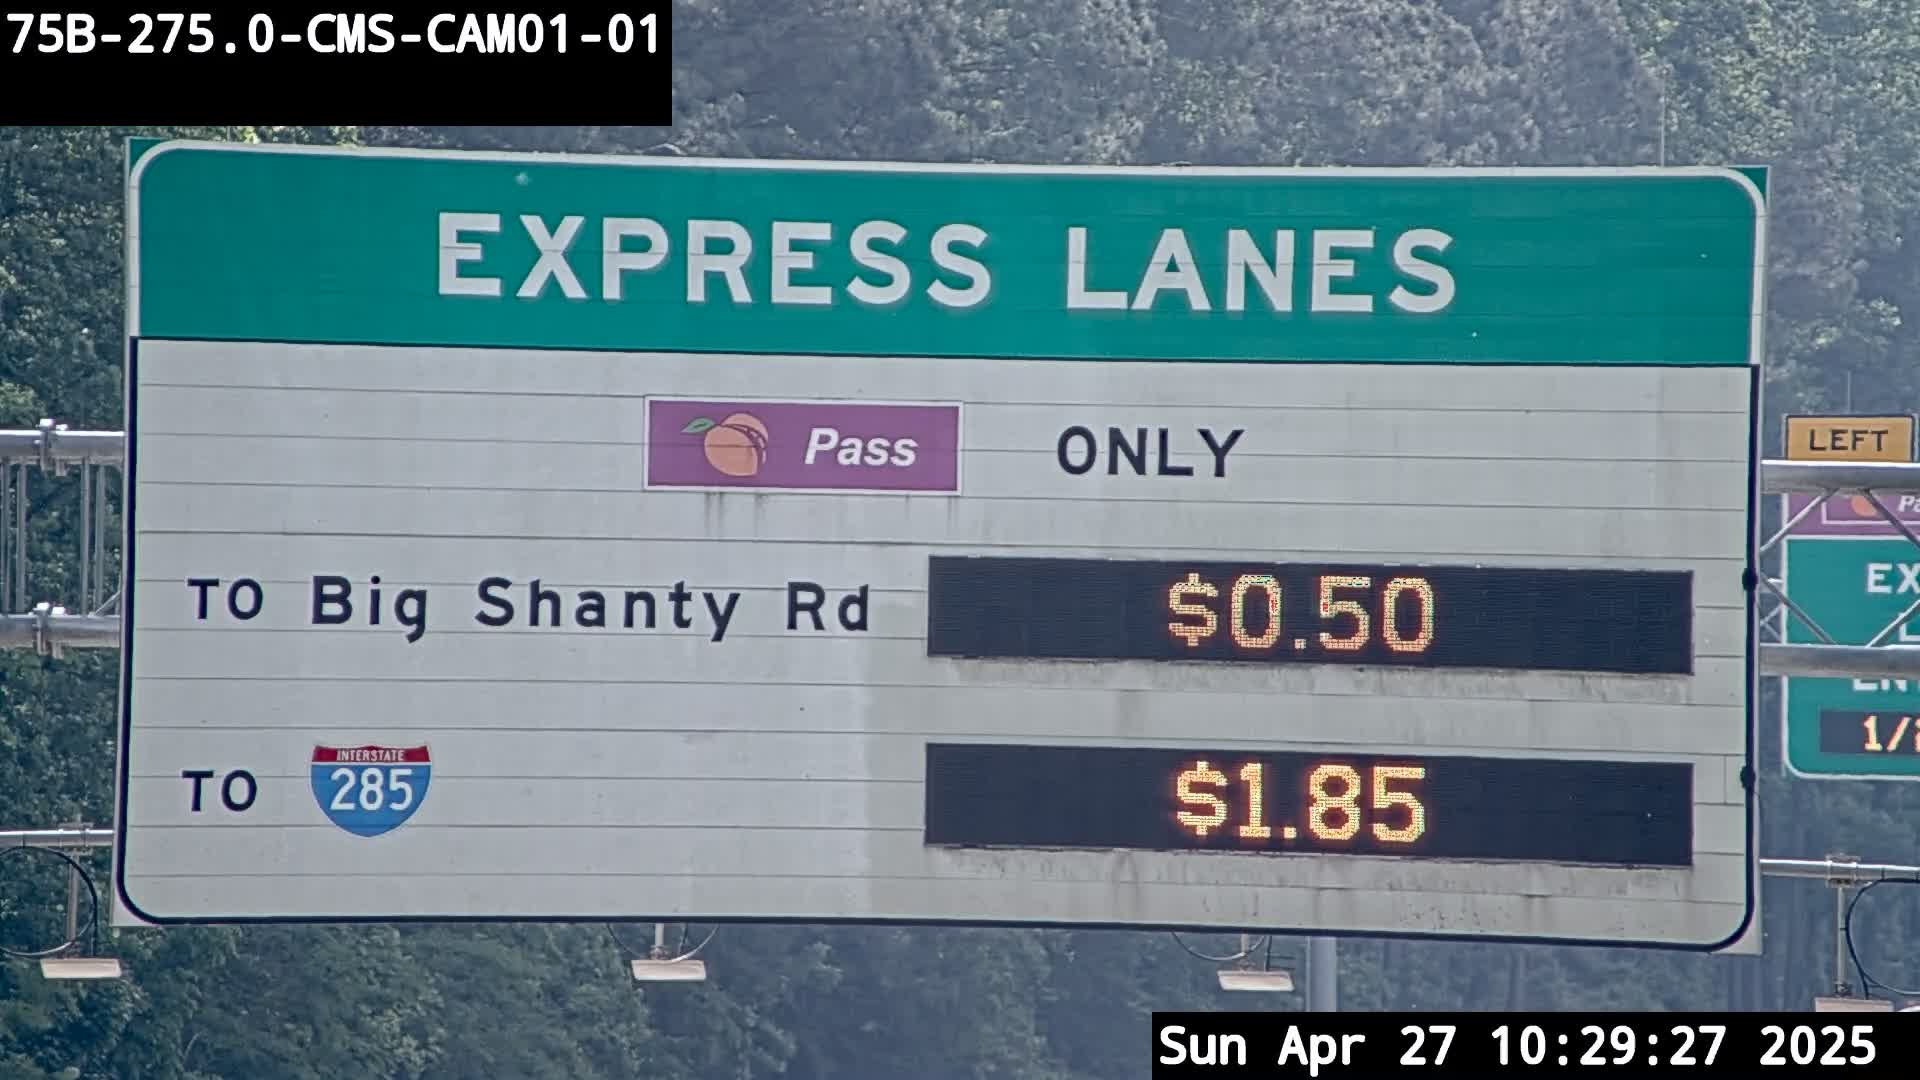 75B-275.0-CMS-CAM01-01
EXPRESS LANES
Pass ONLY
TO Big Shanty Rd $0.50
TO INTERSTATE 285 $1.85
LEFT
Sun Apr 27 10:29:27 2025